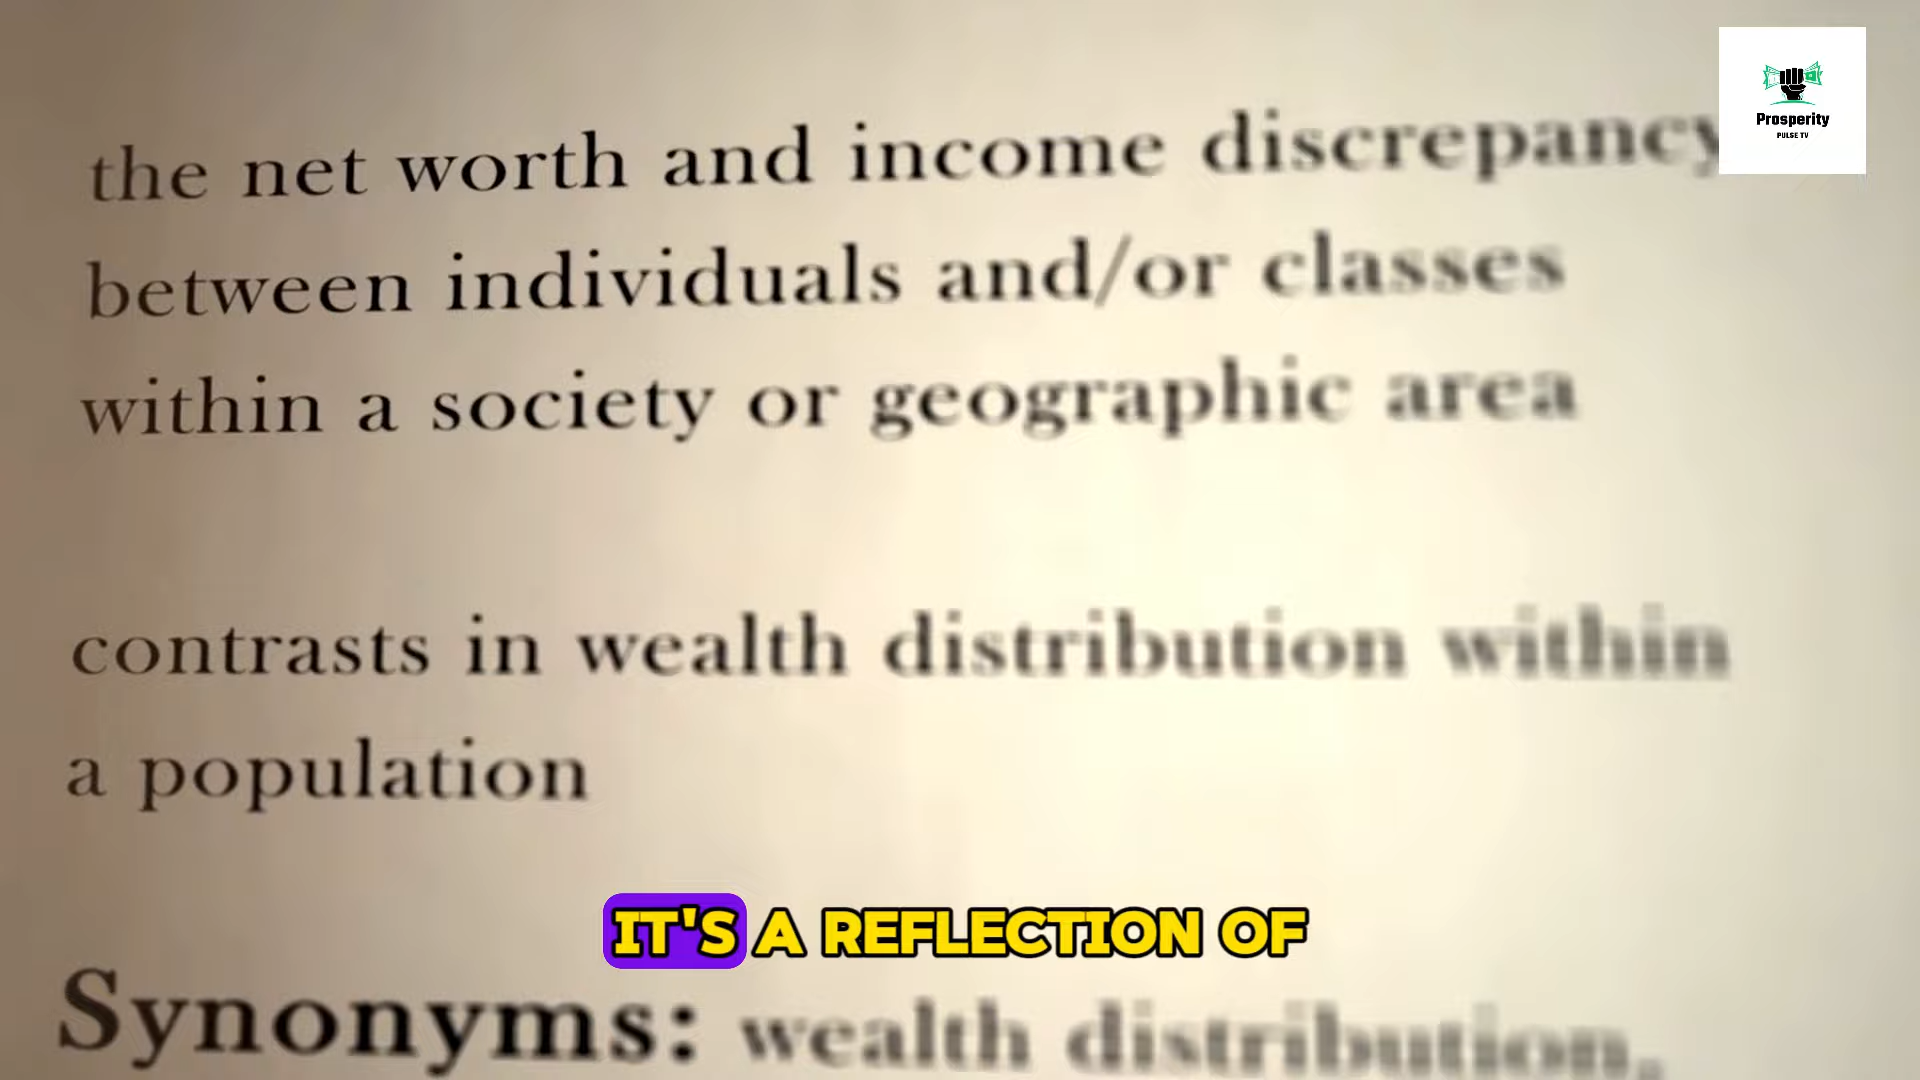 the net worth and income discrepancy
between individuals and/or classes
within a society or geographic area
contrasts in wealth distribution within
a population
IT'S A REFLECTION OF
Synonyms: wealth distribution,
Prosperity
PULSE TV